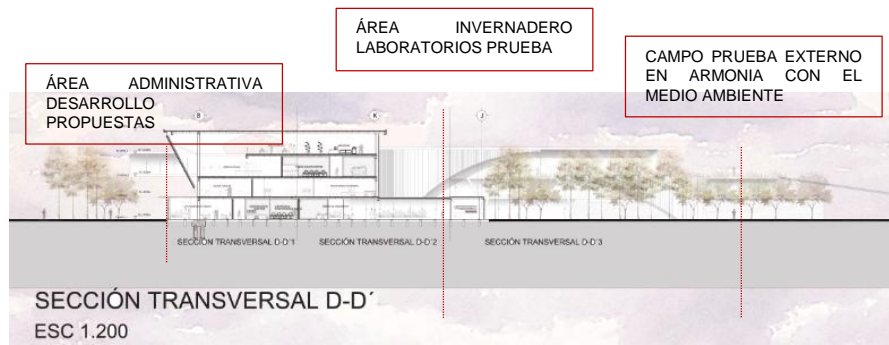 ÁREA INVERNADERO
LABORATORIOS PRUEBA
CAMPO PRUEBA EXTERNO
EN ARMONIA CON EL
MEDIO AMBIENTE
ÁREA ADMINISTRATIVA
DESARROLLO
PROPUESTAS
B
K
J
SECCIÓN TRANSVERSAL D-D´1
SECCIÓN TRANSVERSAL D-D´2
SECCIÓN TRANSVERSAL D-D´3
SECCIÓN TRANSVERSAL D-D´
ESC 1.200